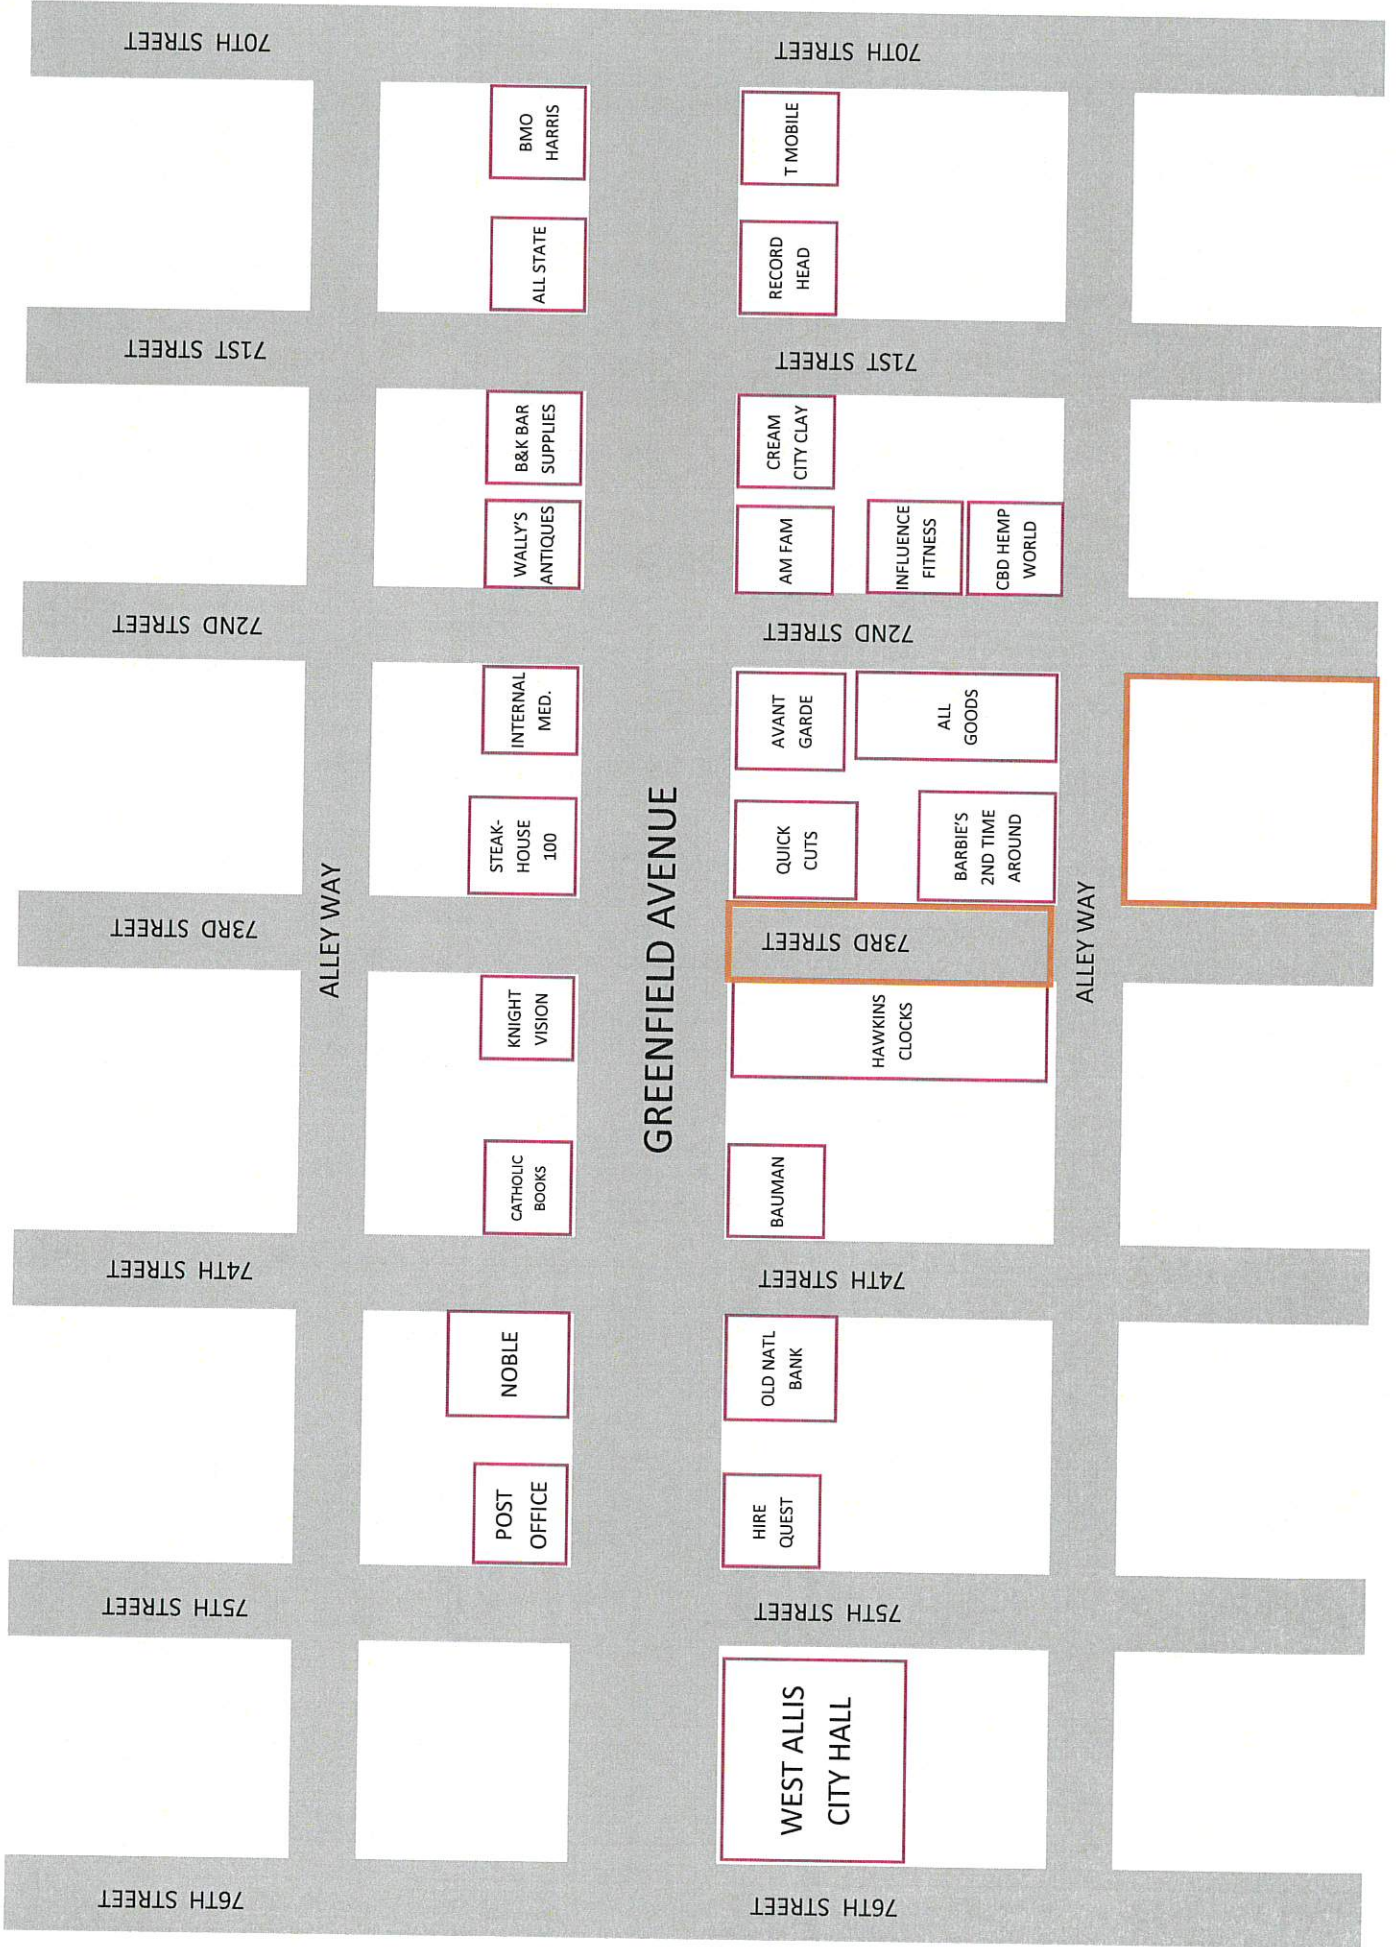 76TH STREET
75TH STREET
74TH STREET
73RD STREET
72ND STREET
71ST STREET
70TH STREET
ALLEY WAY
POST
OFFICE
NOBLE
CATHOLIC
BOOKS
KNIGHT
VISION
STEAK-
HOUSE
100
INTERNAL
MED.
WALLY'S
ANTIQUES
B&K BAR
SUPPLIES
ALL STATE
BMO
HARRIS
GREENFIELD AVENUE
76TH STREET
75TH STREET
74TH STREET
73RD STREET
72ND STREET
71ST STREET
70TH STREET
WEST ALLIS
CITY HALL
HIRE
QUEST
OLD NATL
BANK
BAUMAN
HAWKINS
CLOCKS
QUICK
CUTS
AVANT
GARDE
AM FAM
CREAM
CITY CLAY
RECORD
HEAD
T MOBILE
BARBIE'S
2ND TIME
AROUND
ALL
GOODS
INFLUENCE
FITNESS
CBD HEMP
WORLD
ALLEY WAY